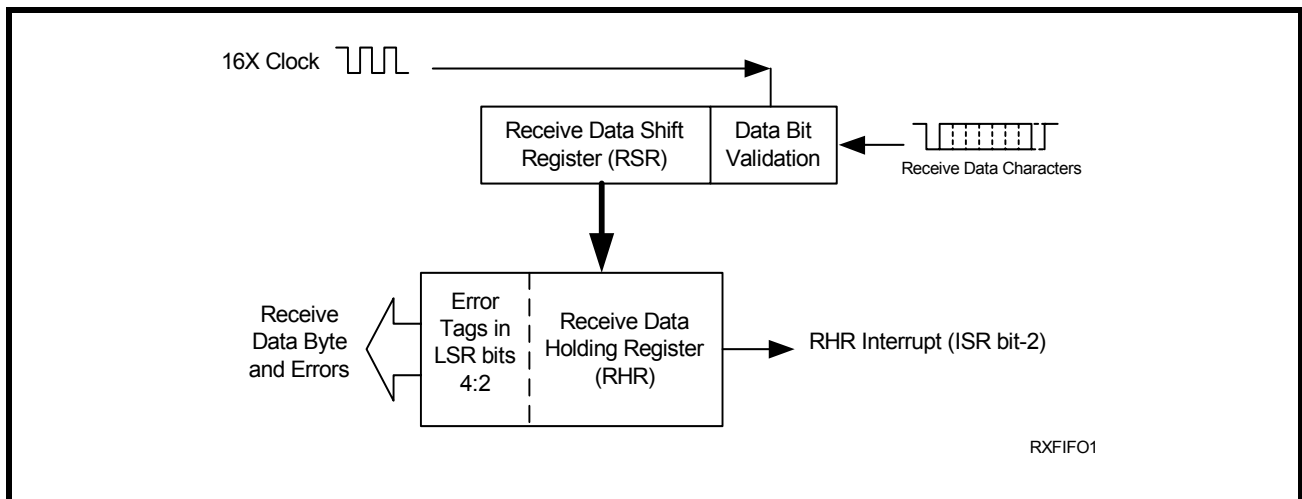 16X Clock
Receive Data Shift
Register (RSR)
Data Bit
Validation
Receive Data Characters
Receive
Data Byte
and Errors
Error
Tags in
LSR bits
4:2
Receive Data
Holding Register
(RHR)
RHR Interrupt (ISR bit-2)
RXFIFO1